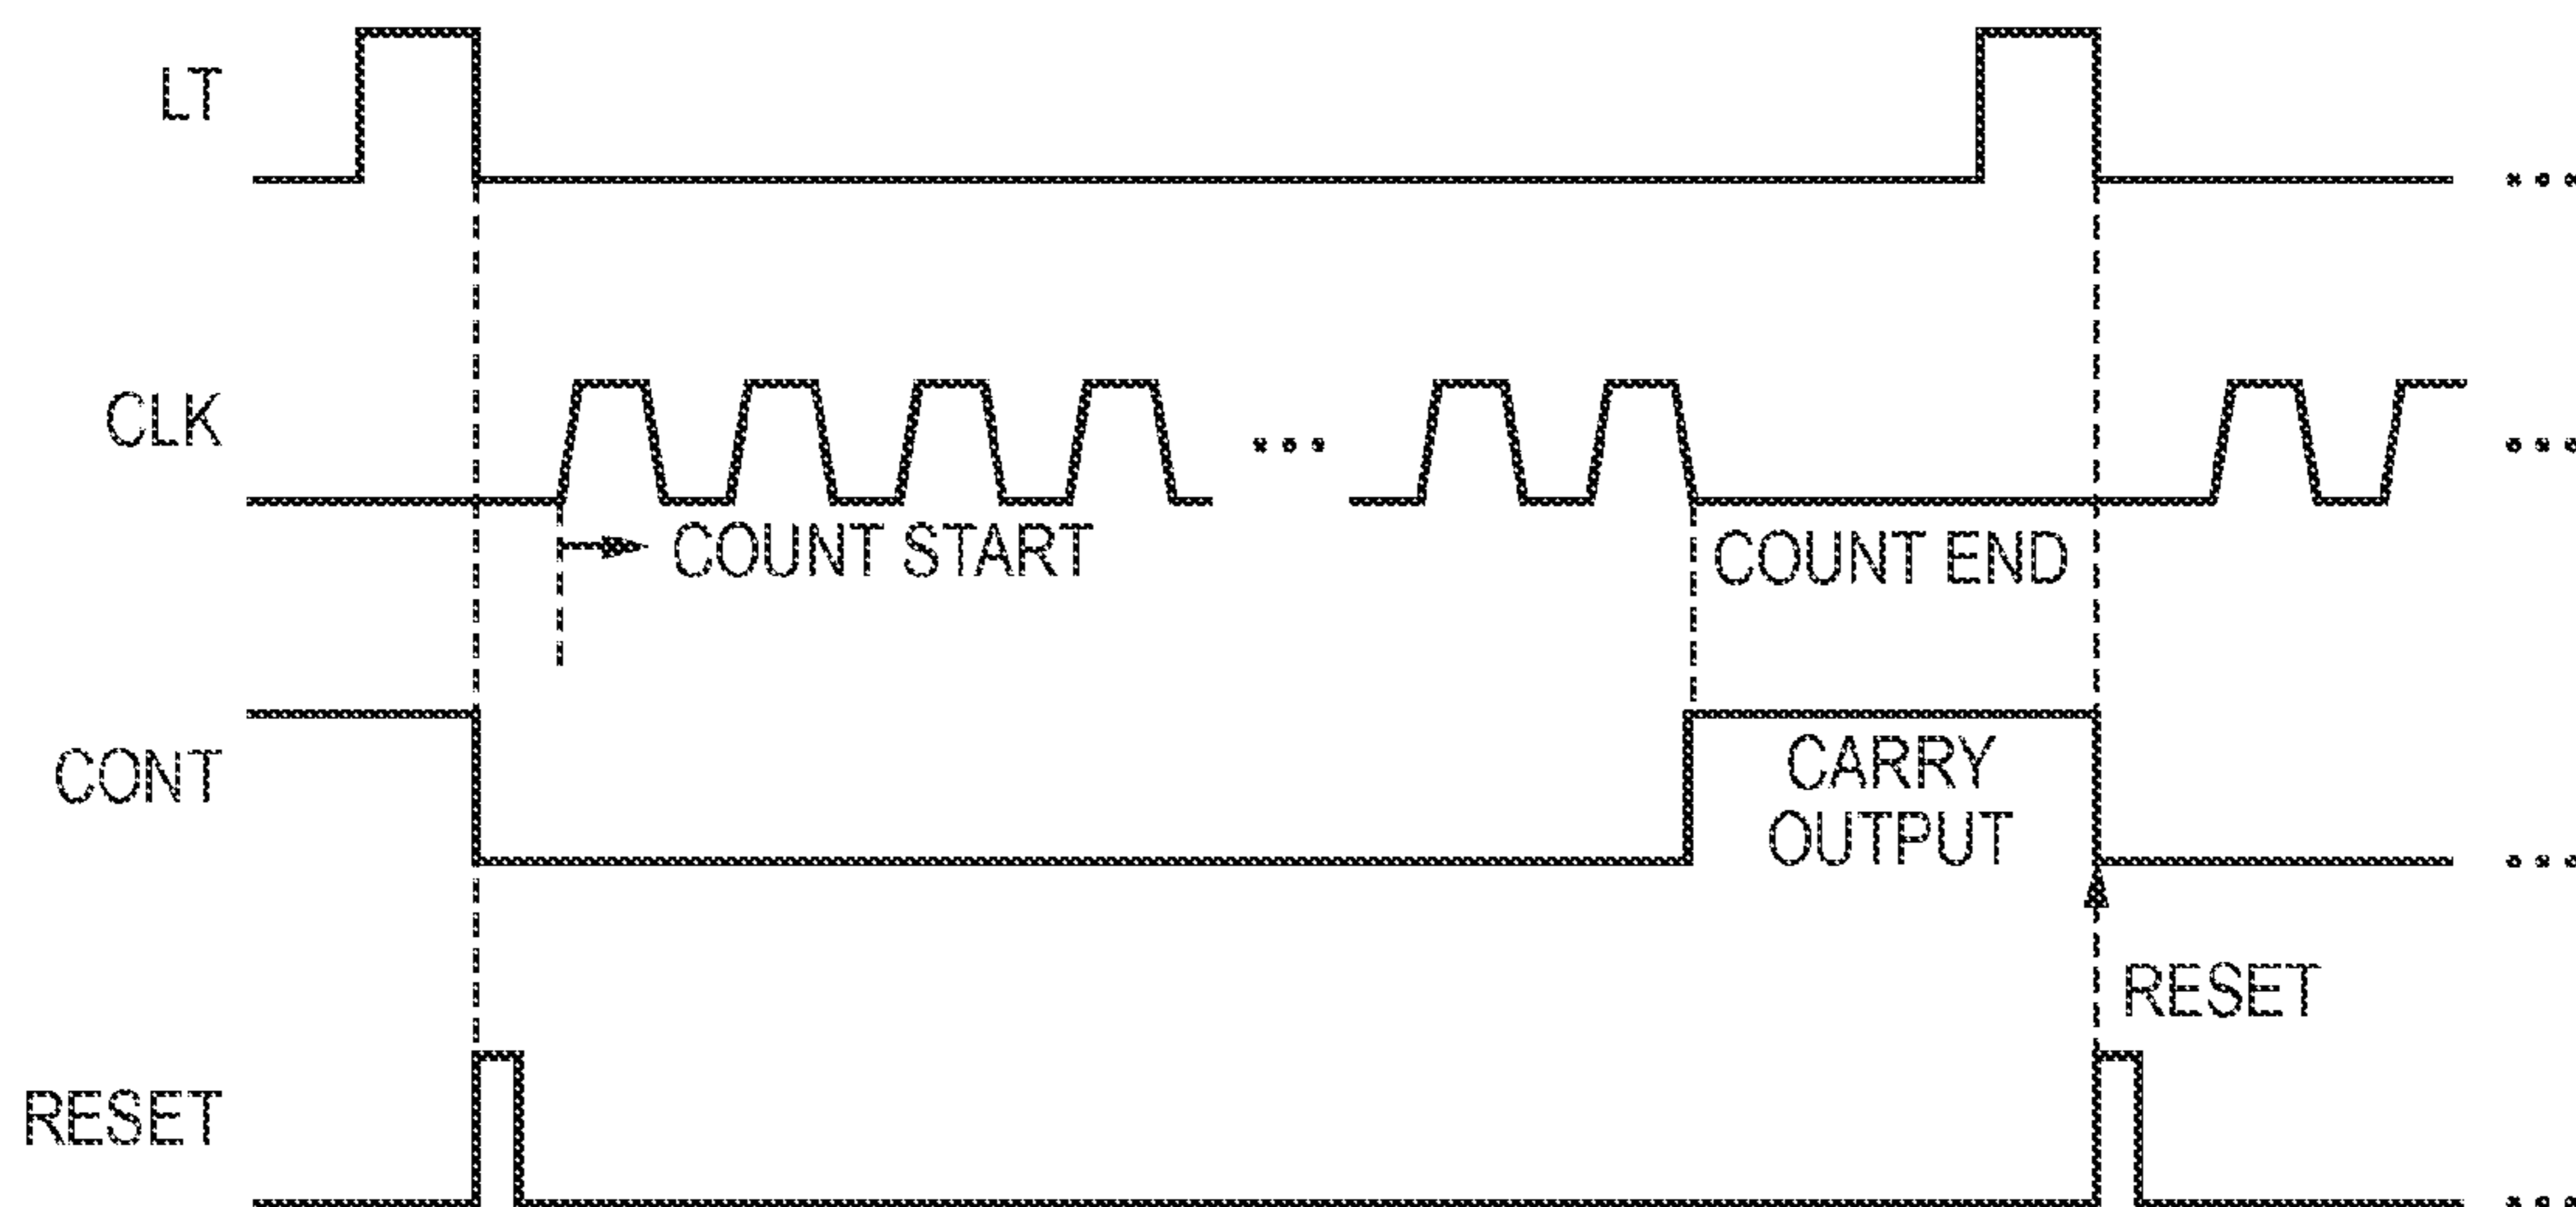 LT
CLK
COUNT START
COUNT END
CONT
CARRY
OUTPUT
RESET
RESET